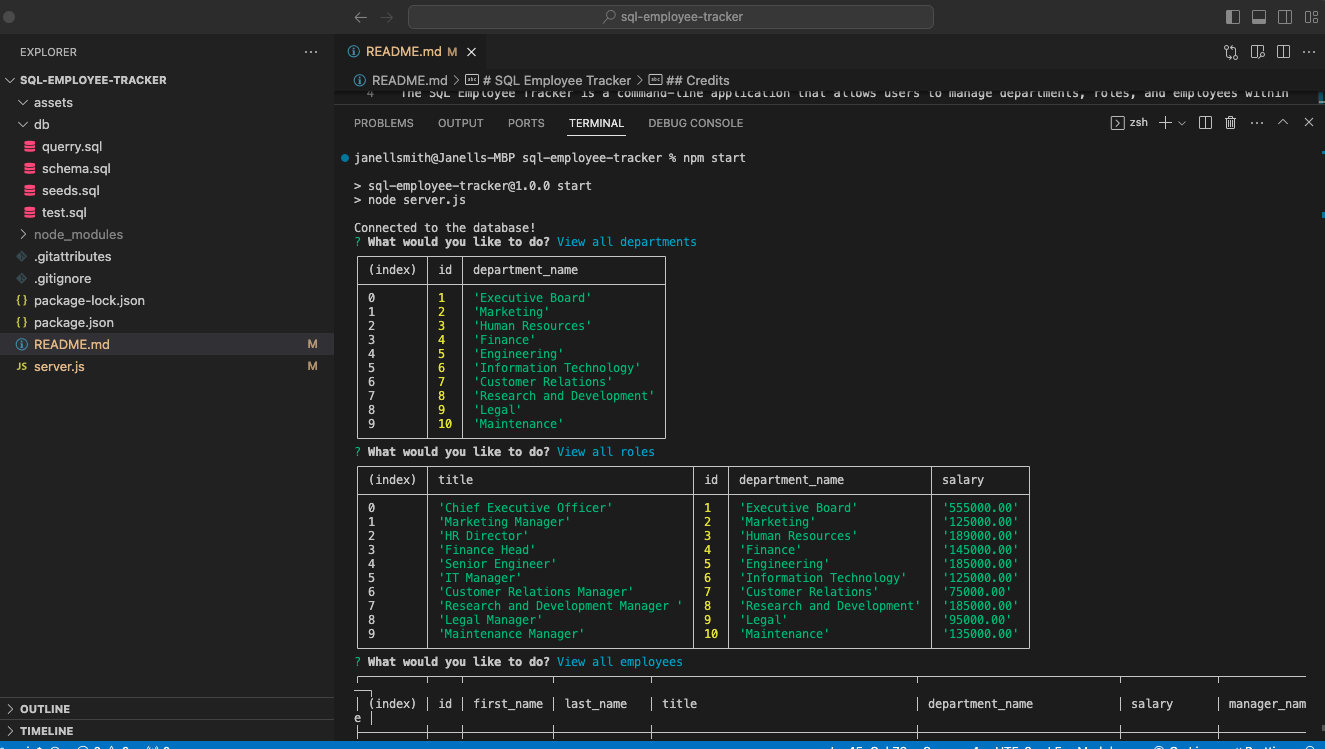 sql-employee-tracker
EXPLORER
SQL-EMPLOYEE-TRACKER
assets
db
querry.sql
schema.sql
seeds.sql
test.sql
node_modules
.gitattributes
.gitignore
{} package-lock.json
{} package.json
README.md M
JS server.js M
OUTLINE
TIMELINE
README.md M
README.md > # SQL Employee Tracker > ## Credits
4 The SQL Employee Tracker is a command-line application that allows users to manage departments, roles, and employees within
PROBLEMS OUTPUT PORTS TERMINAL DEBUG CONSOLE zsh
janellsmith@Janells-MBP sql-employee-tracker % npm start
> sql-employee-tracker@1.0.0 start
> node server.js
Connected to the database!
? What would you like to do? View all departments
(index) id department_name
0 1 'Executive Board'
1 2 'Marketing'
2 3 'Human Resources'
3 4 'Finance'
4 5 'Engineering'
5 6 'Information Technology'
6 7 'Customer Relations'
7 8 'Research and Development'
8 9 'Legal'
9 10 'Maintenance'
? What would you like to do? View all roles
(index) title id department_name salary
0 'Chief Executive Officer' 1 'Executive Board' '555000.00'
1 'Marketing Manager' 2 'Marketing' '125000.00'
2 'HR Director' 3 'Human Resources' '189000.00'
3 'Finance Head' 4 'Finance' '145000.00'
4 'Senior Engineer' 5 'Engineering' '185000.00'
5 'IT Manager' 6 'Information Technology' '125000.00'
6 'Customer Relations Manager' 7 'Customer Relations' '75000.00'
7 'Research and Development Manager ' 8 'Research and Development' '185000.00'
8 'Legal Manager' 9 'Legal' '95000.00'
9 'Maintenance Manager' 10 'Maintenance' '135000.00'
? What would you like to do? View all employees
(index) id first_name last_name title department_name salary manager_nam
e